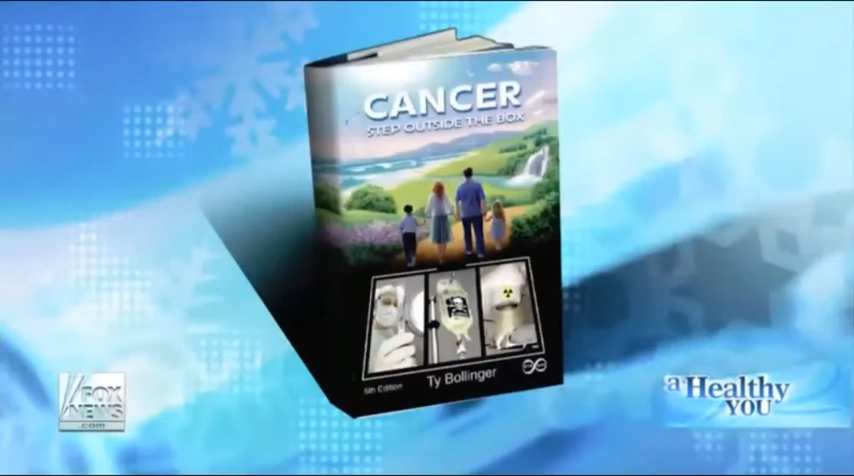 CANCER
STEP OUTSIDE THE BOX
5th Edition
Ty Bollinger
FOX
NEWS
.com
a Healthy
YOU